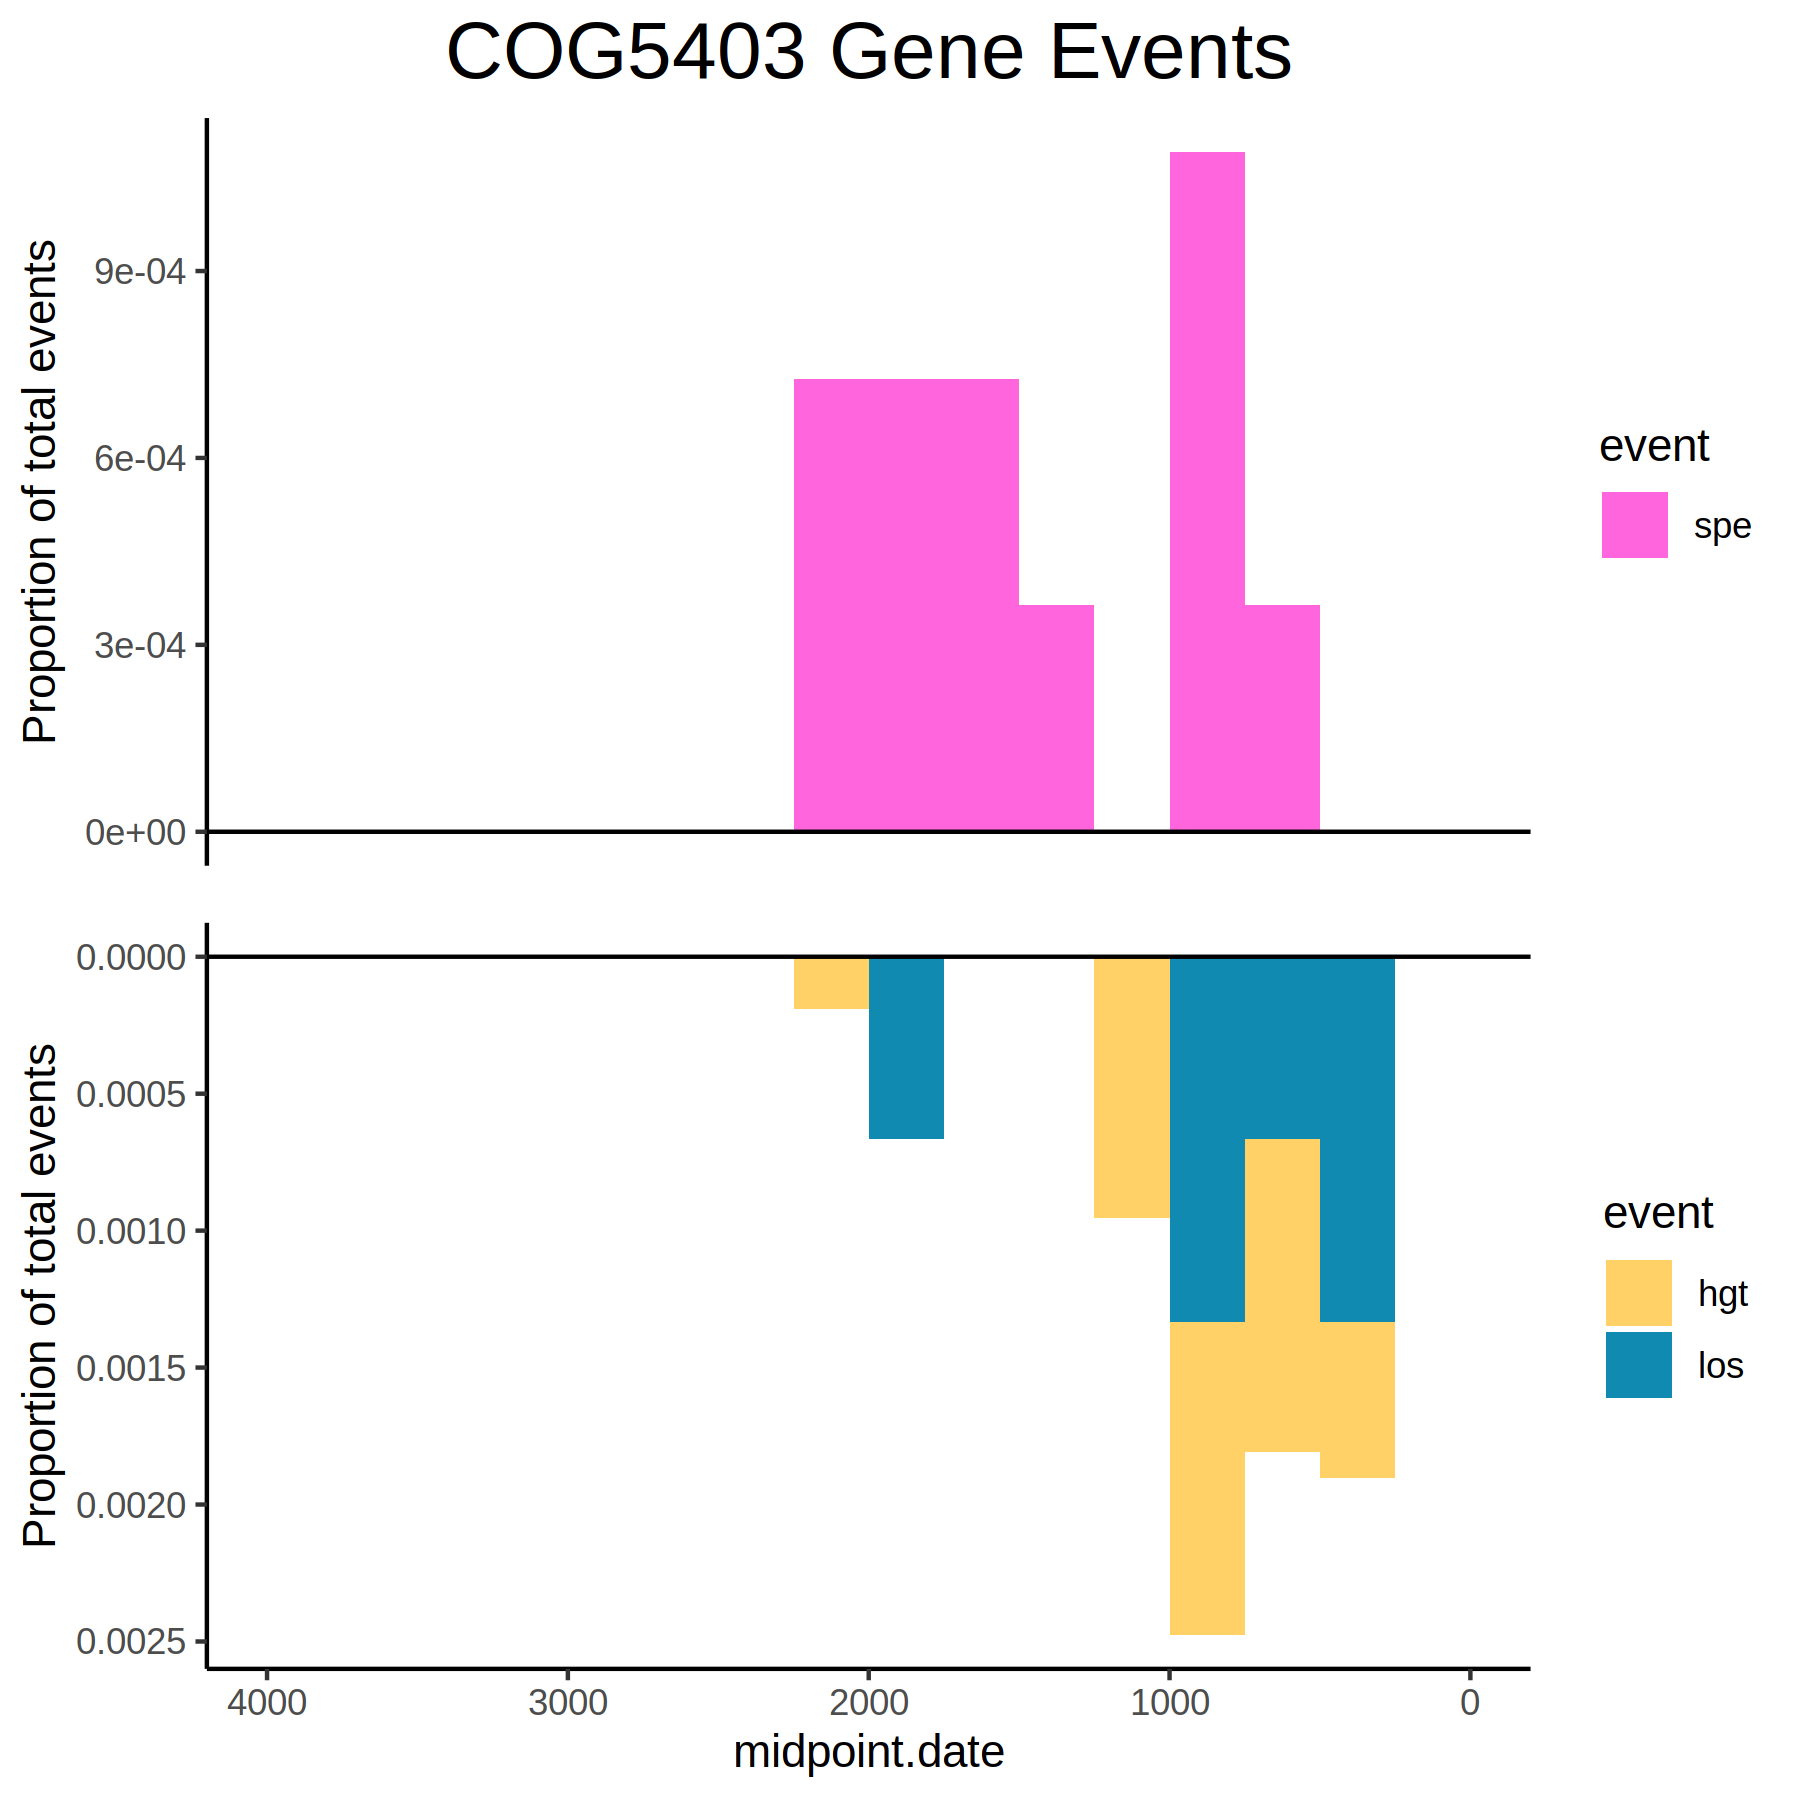 COG5403 Gene Events
Proportion of total events
9e-04
6e-04
3e-04
0e+00
event
spe
Proportion of total events
0.0000
0.0005
0.0010
0.0015
0.0020
0.0025
event
hgt
los
4000 3000 2000 1000 0
midpoint.date